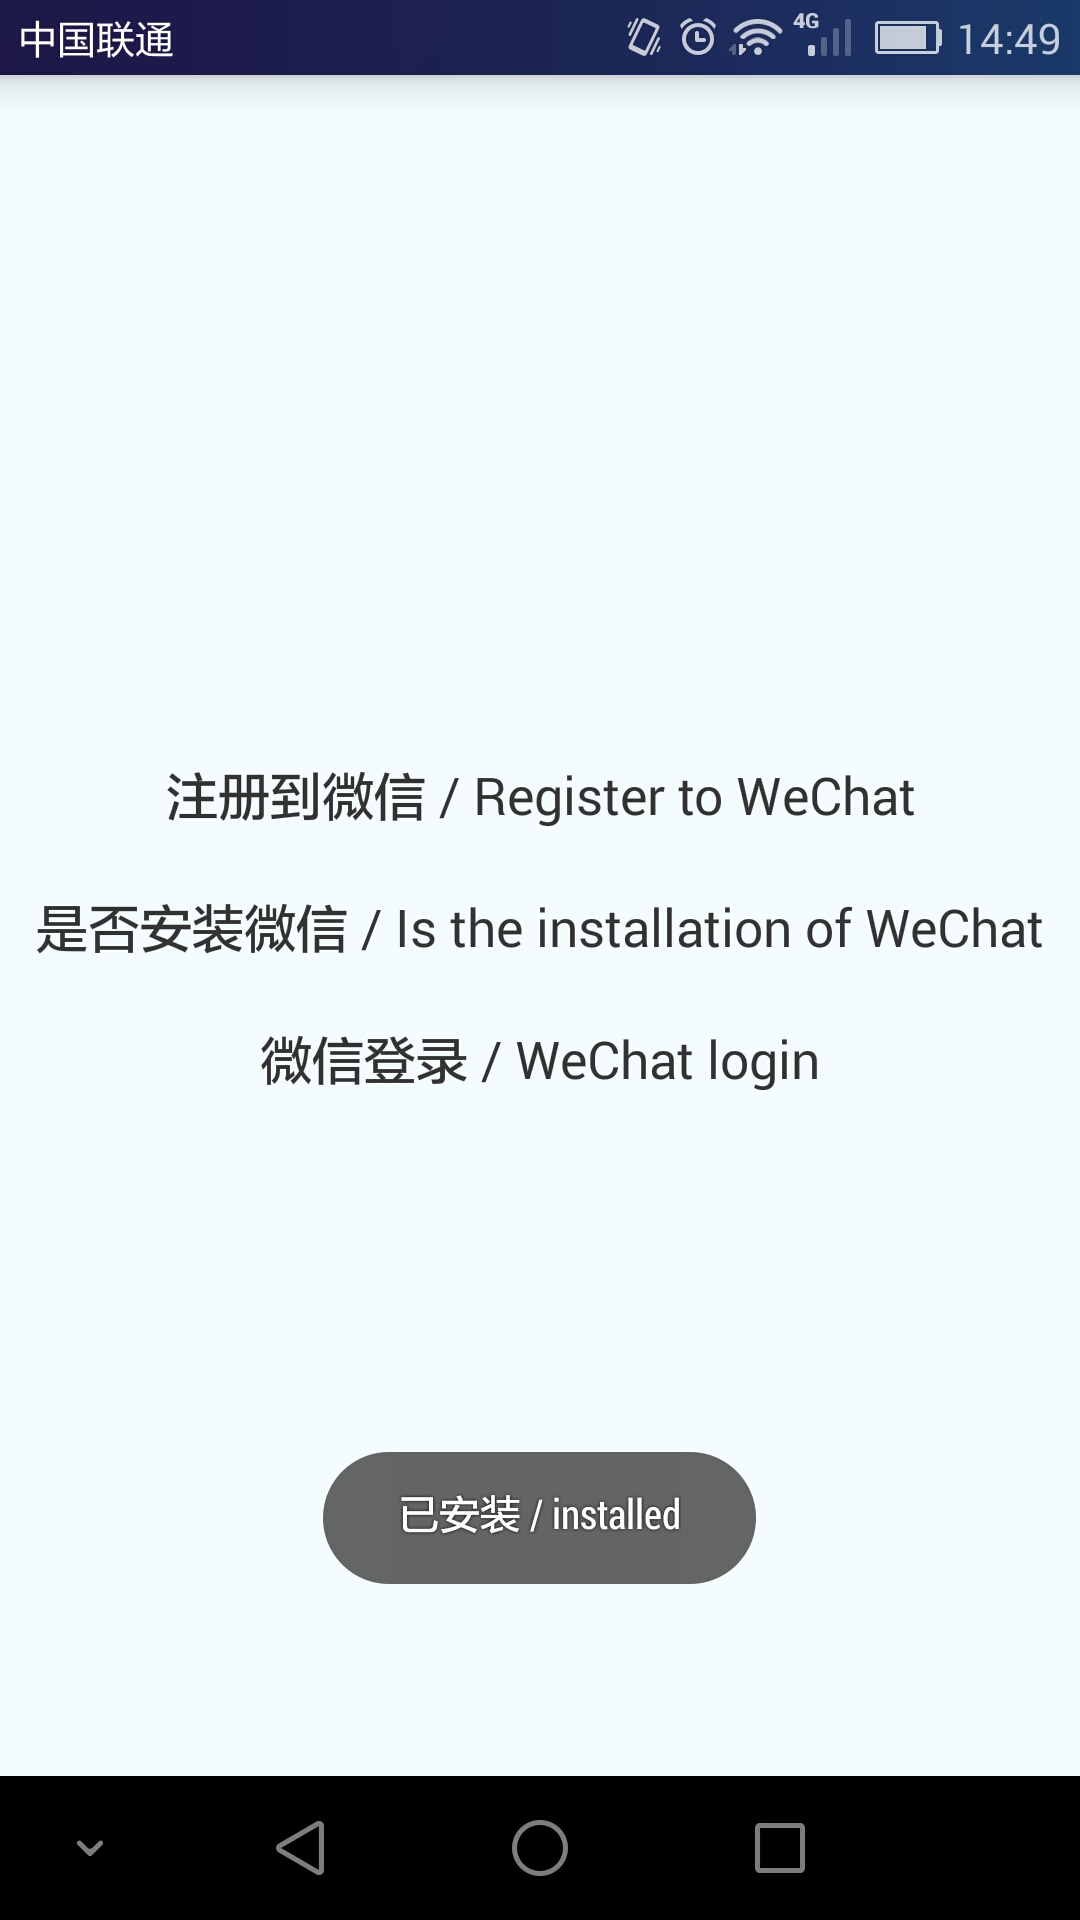 中国联通 4G 14:49
注册到微信 / Register to WeChat
是否安装微信 / Is the installation of WeChat
微信登录 / WeChat login
已安装 / installed